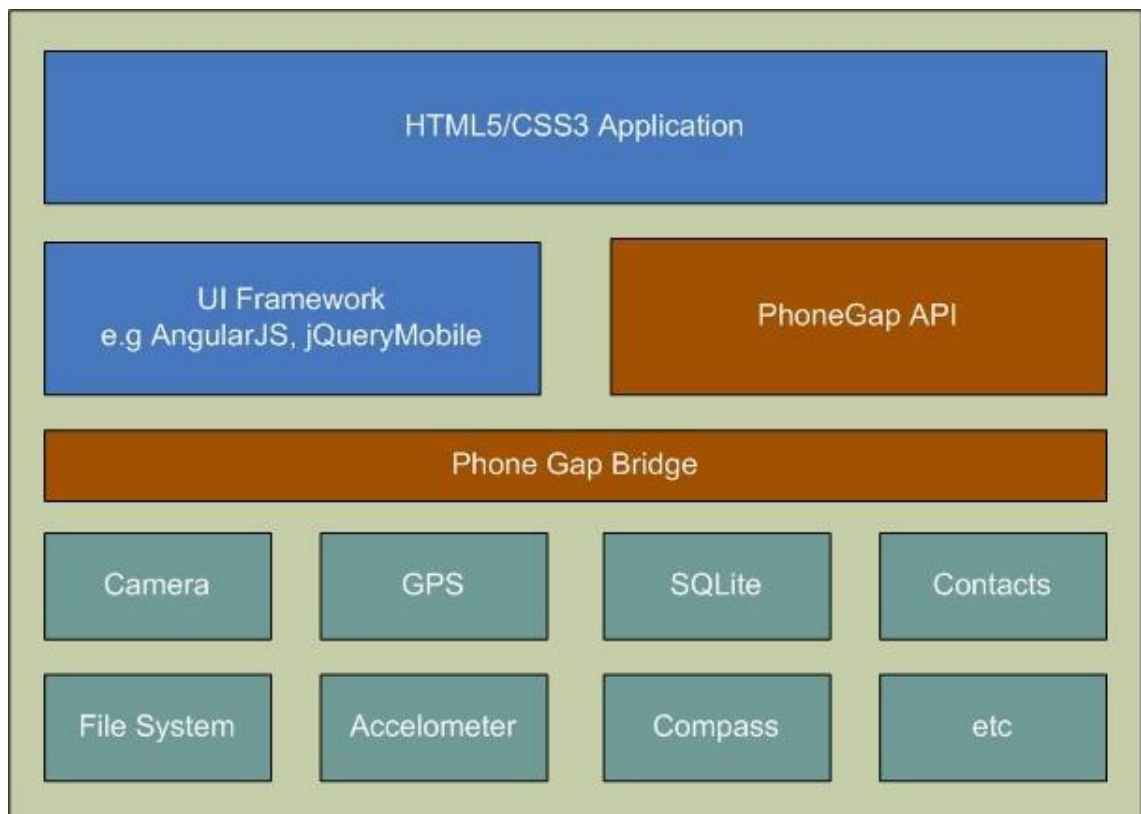 HTML5/CSS3 Application
UI Framework
e.g AngularJS, jQueryMobile
PhoneGap API
Phone Gap Bridge
Camera
GPS
SQLite
Contacts
File System
Accelometer
Compass
etc